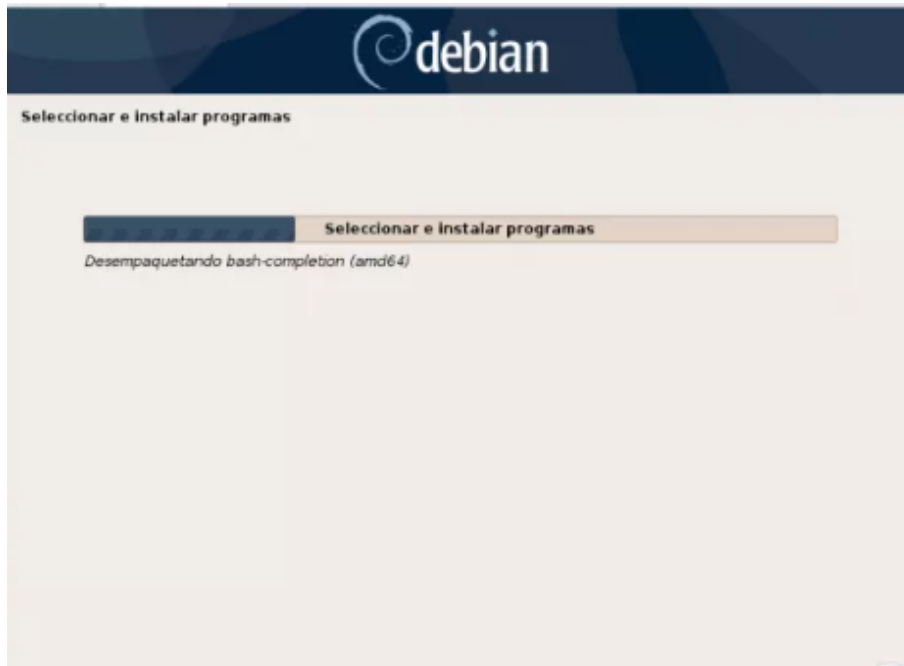 debian
Seleccionar e instalar programas
Seleccionar e instalar programas
Desempaquetando bash-completion (amd64)